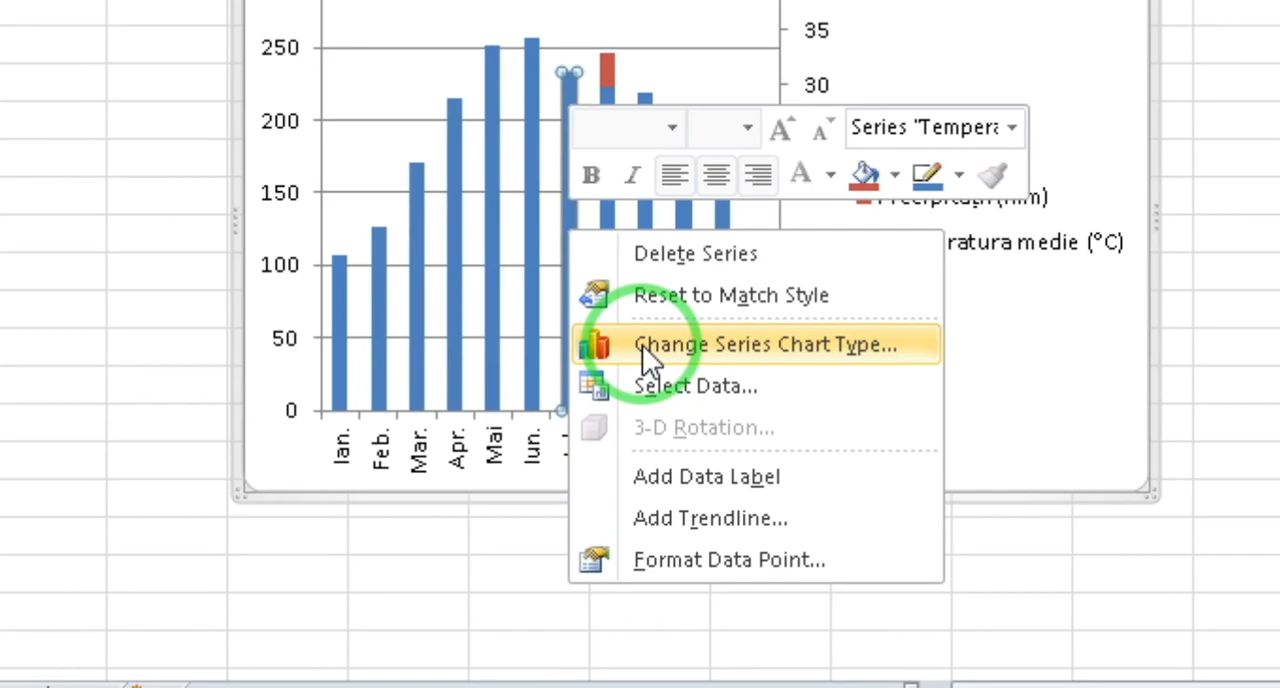 250
200
150
100
50
0
Ian.
Feb.
Mar.
Apr.
Mai
Iun.
35
30
Series "Tempera
A A
B I A
Precipitații (mm)
ratura medie (°C)
Delete Series
Reset to Match Style
Change Series Chart Type...
Select Data...
3-D Rotation...
Add Data Label
Add Trendline...
Format Data Point...